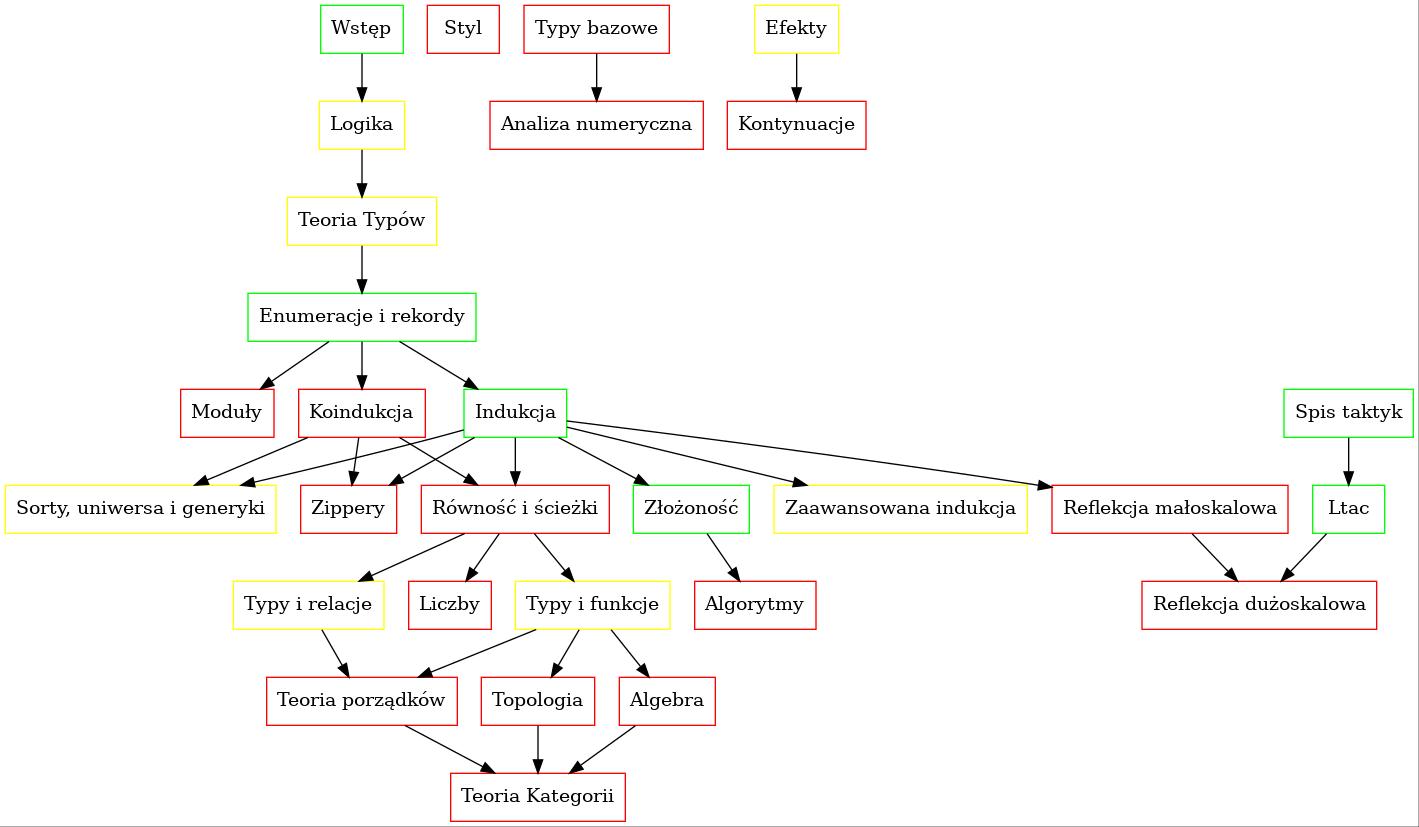 Wstęp
Styl
Typy bazowe
Efekty
Logika
Analiza numeryczna
Kontynuacje
Teoria Typów
Enumeracje i rekordy
Moduły
Koindukcja
Indukcja
Spis taktyk
Sorty, uniwersa i generyki
Zippery
Równość i ścieżki
Złożoność
Zaawansowana indukcja
Reflekcja małoskalowa
Ltac
Typy i relacje
Liczby
Typy i funkcje
Algorytmy
Reflekcja dużoskalowa
Teoria porządków
Topologia
Algebra
Teoria Kategorii